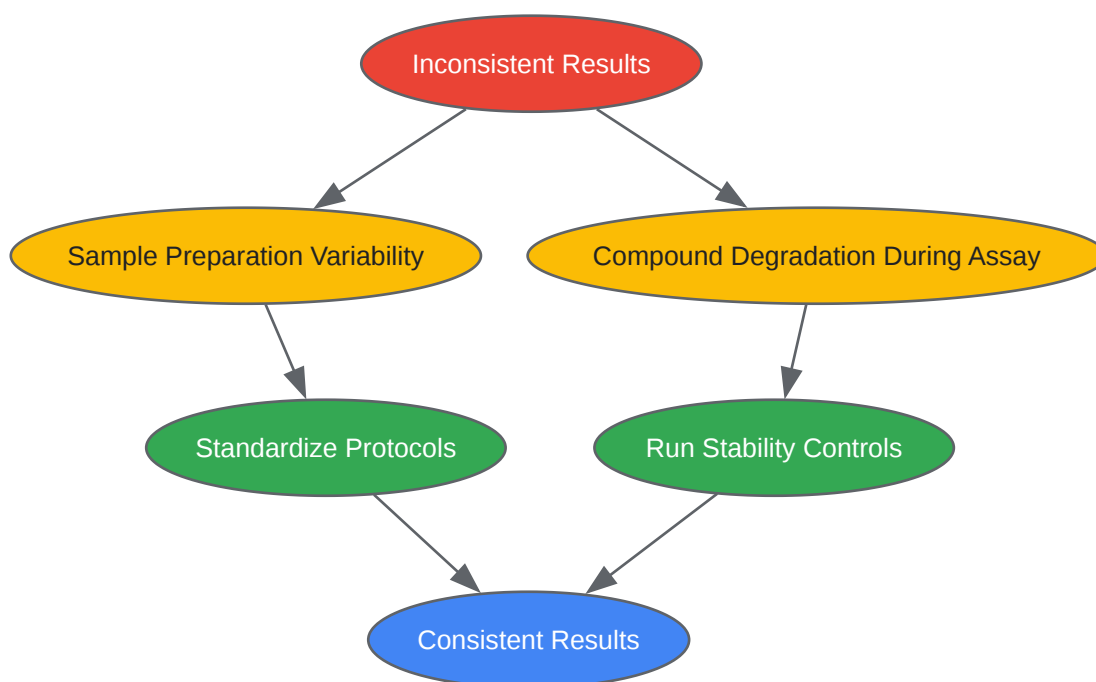 Inconsistent Results
Sample Preparation Variability
Compound Degradation During Assay
Standardize Protocols
Run Stability Controls
Consistent Results